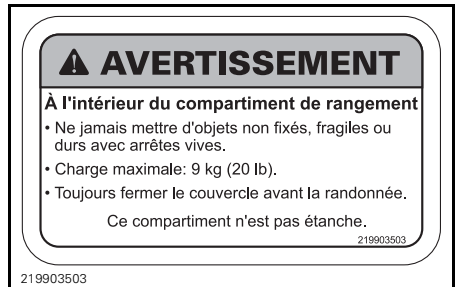 AVERTISSEMENT
À l'intérieur du compartiment de rangement
• Ne jamais mettre d'objets non fixés, fragiles ou
durs avec arrêtes vives.
• Charge maximale: 9 kg (20 lb).
• Toujours fermer le couvercle avant la randonnée.
Ce compartiment n'est pas étanche.
219903503
219903503